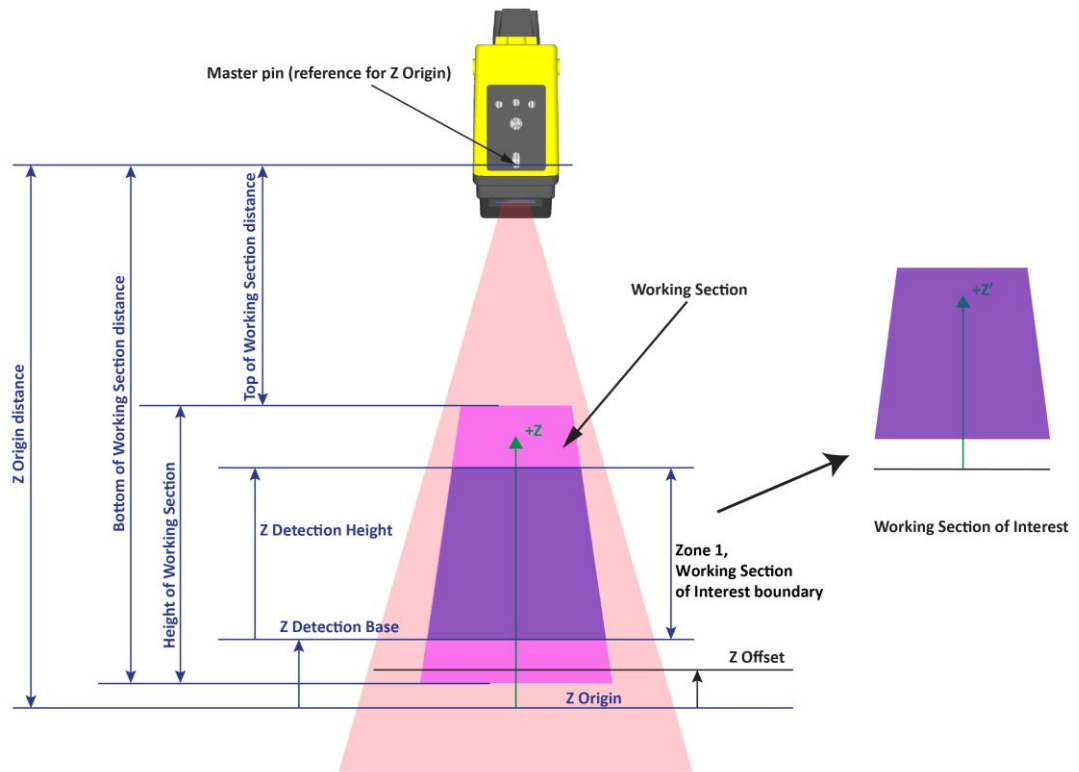 Master pin (reference for Z Origin)
Z Origin distance
Bottom of Working Section distance
Top of Working Section distance
Height of Working Section
Working Section
+Z
+Z′
Z Detection Height
Z Detection Base
Zone 1,
Working Section
of Interest boundary
Working Section of Interest
Z Offset
Z Origin